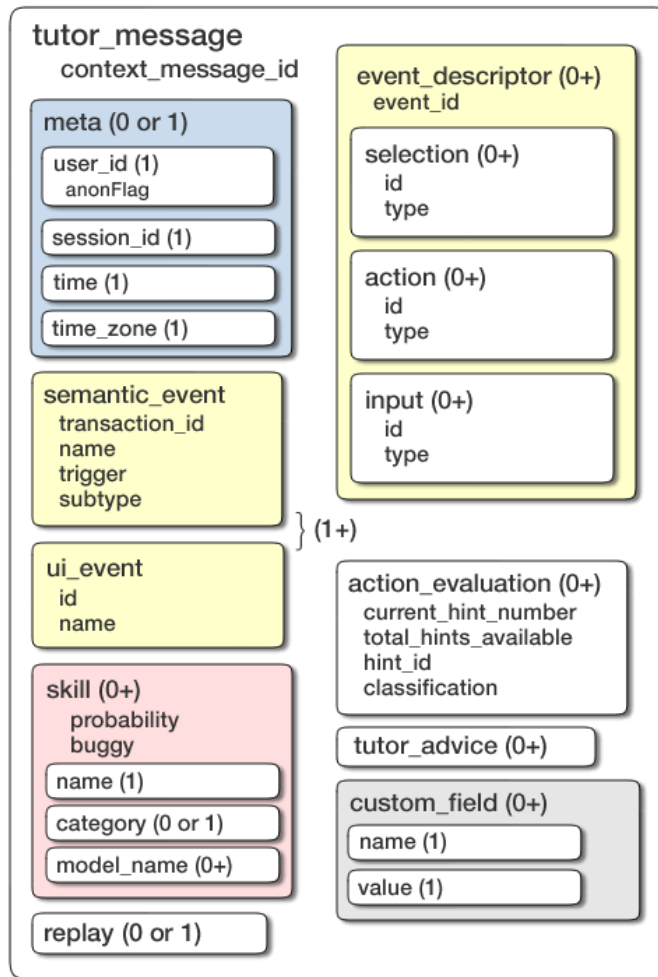 tutor_message
context_message_id
meta (0 or 1)
user_id (1)
anonFlag
session_id (1)
time (1)
time_zone (1)
semantic_event
transaction_id
name
trigger
subtype
} (1+)
ui_event
id
name
skill (0+)
probability
buggy
name (1)
category (0 or 1)
model_name (0+)
replay (0 or 1)
event_descriptor (0+)
event_id
selection (0+)
id
type
action (0+)
id
type
input (0+)
id
type
action_evaluation (0+)
current_hint_number
total_hints_available
hint_id
classification
tutor_advice (0+)
custom_field (0+)
name (1)
value (1)